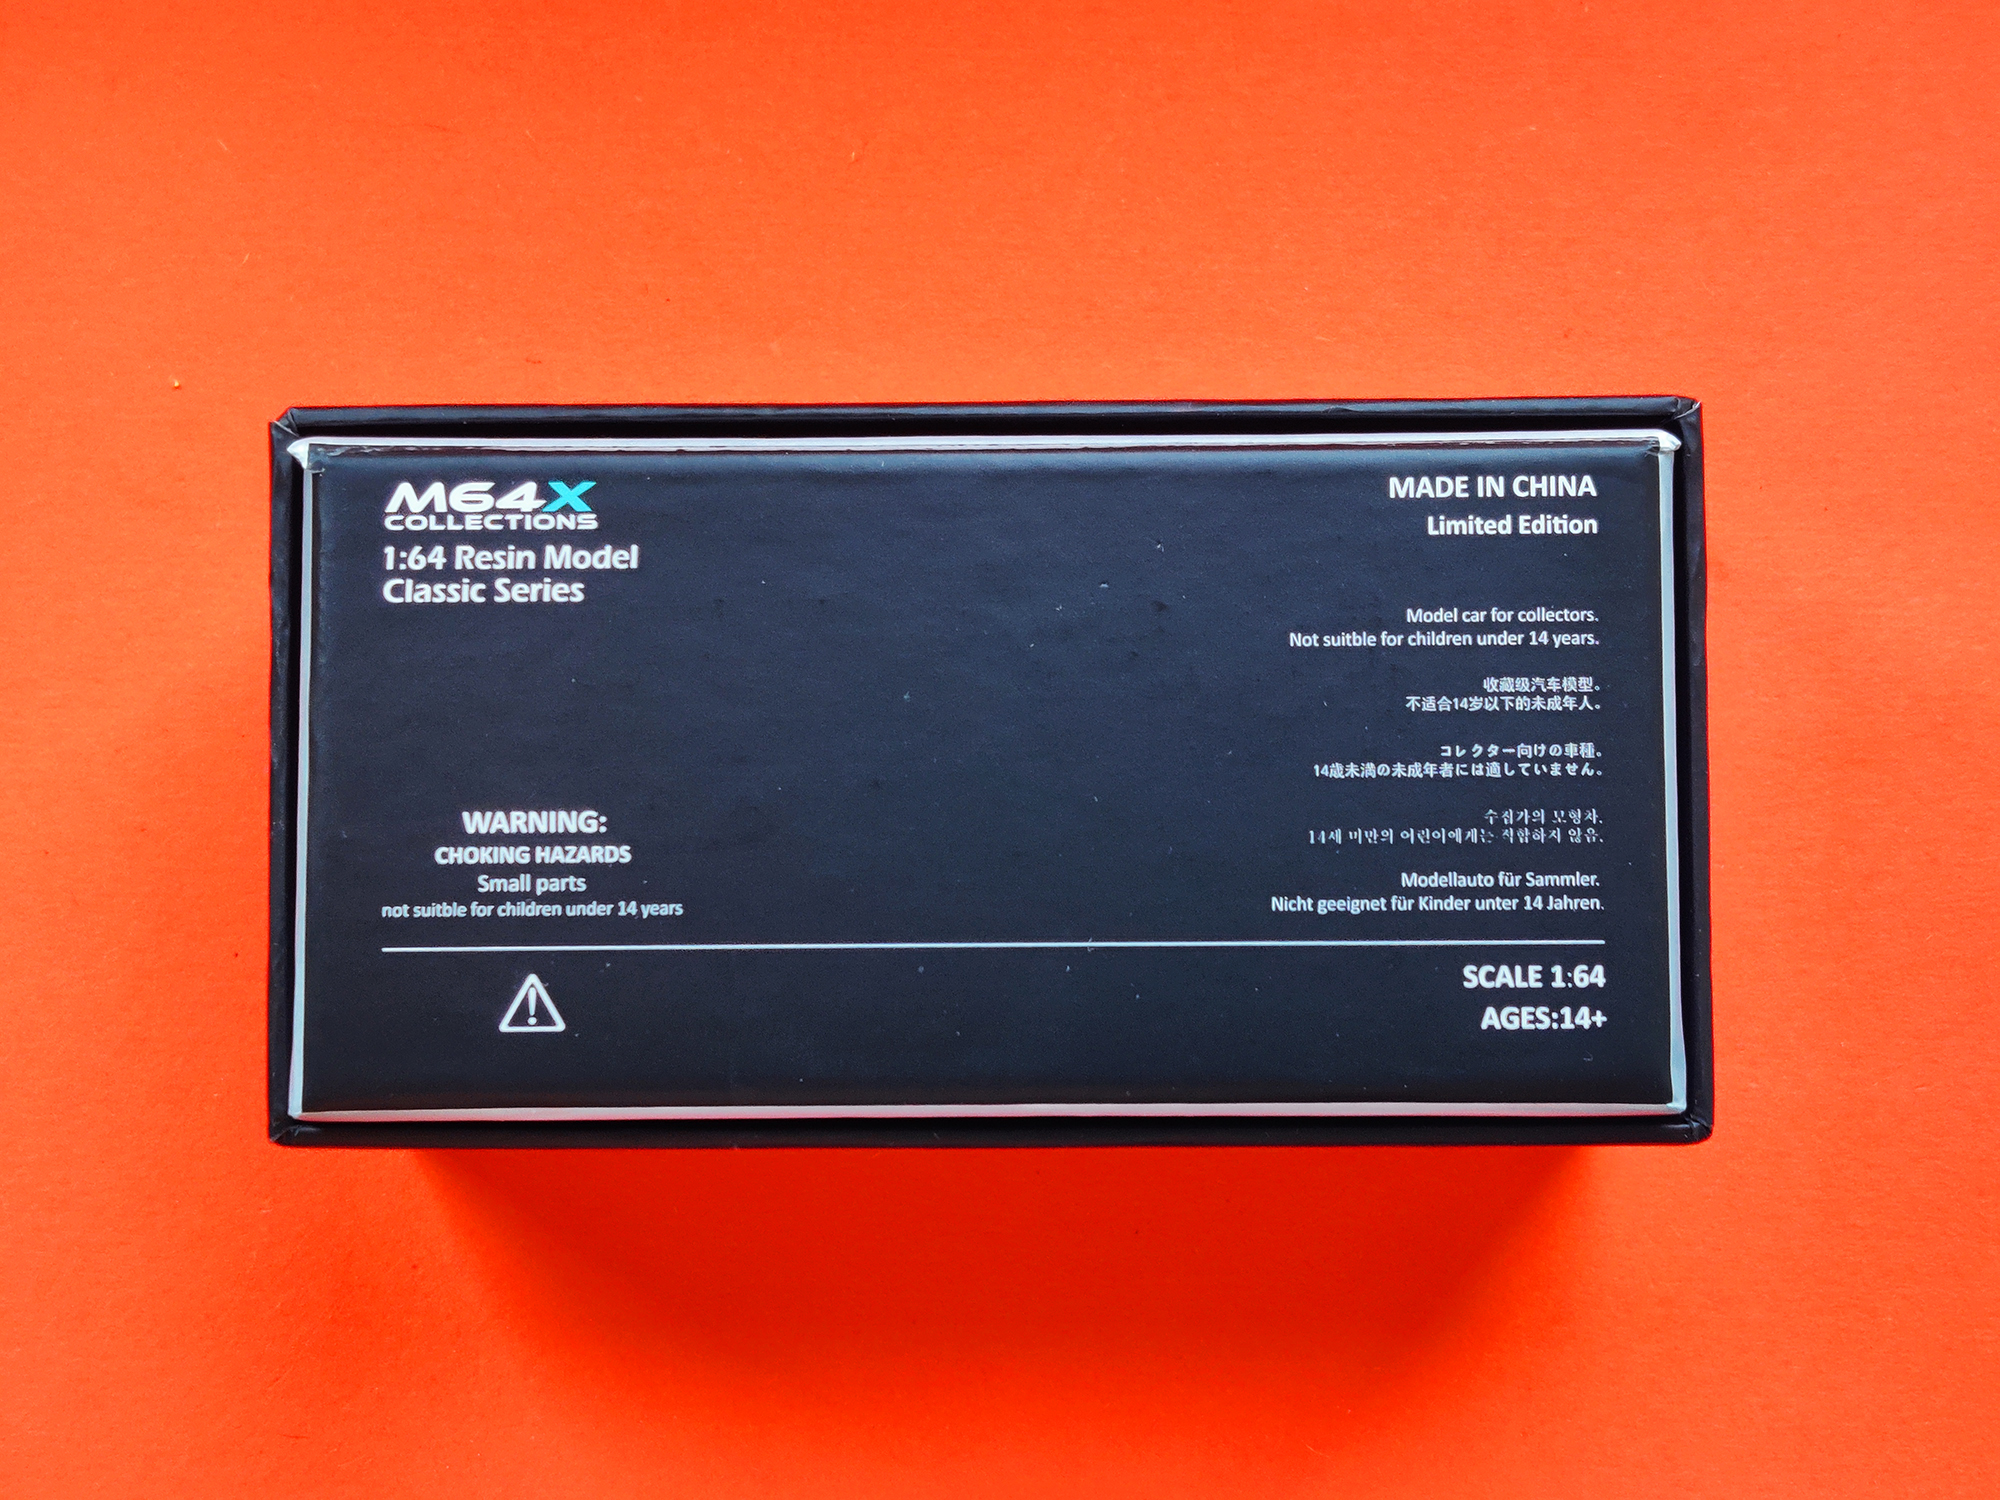 M64X
COLLECTIONS
1:64 Resin Model
Classic Series
MADE IN CHINA
Limited Edition
Model car for collectors.
Not suitble for children under 14 years.
收藏级汽车模型。
不适合14岁以下的未成年人。
コレクター向けの車種。
14歳未満の未成年者には適していません。
수집가의 모형차.
14세 미만의 어린이에게는 적합하지 않음.
Modellauto für Sammler.
Nicht geeignet für Kinder unter 14 Jahren.
WARNING:
CHOKING HAZARDS
Small parts
not suitble for children under 14 years
SCALE 1:64
AGES:14+